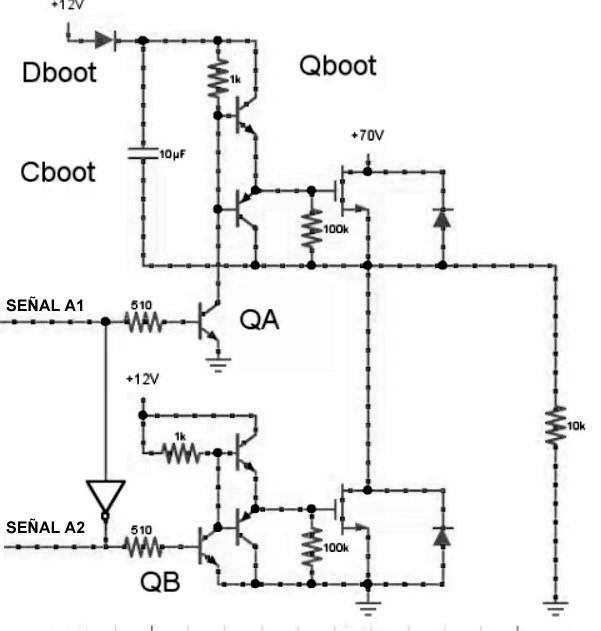 +12V
Dboot
Qboot
1k
+70V
Cboot
10µF
100k
SEÑAL A1
510
QA
+12V
1k
10k
SEÑAL A2
510
100k
QB